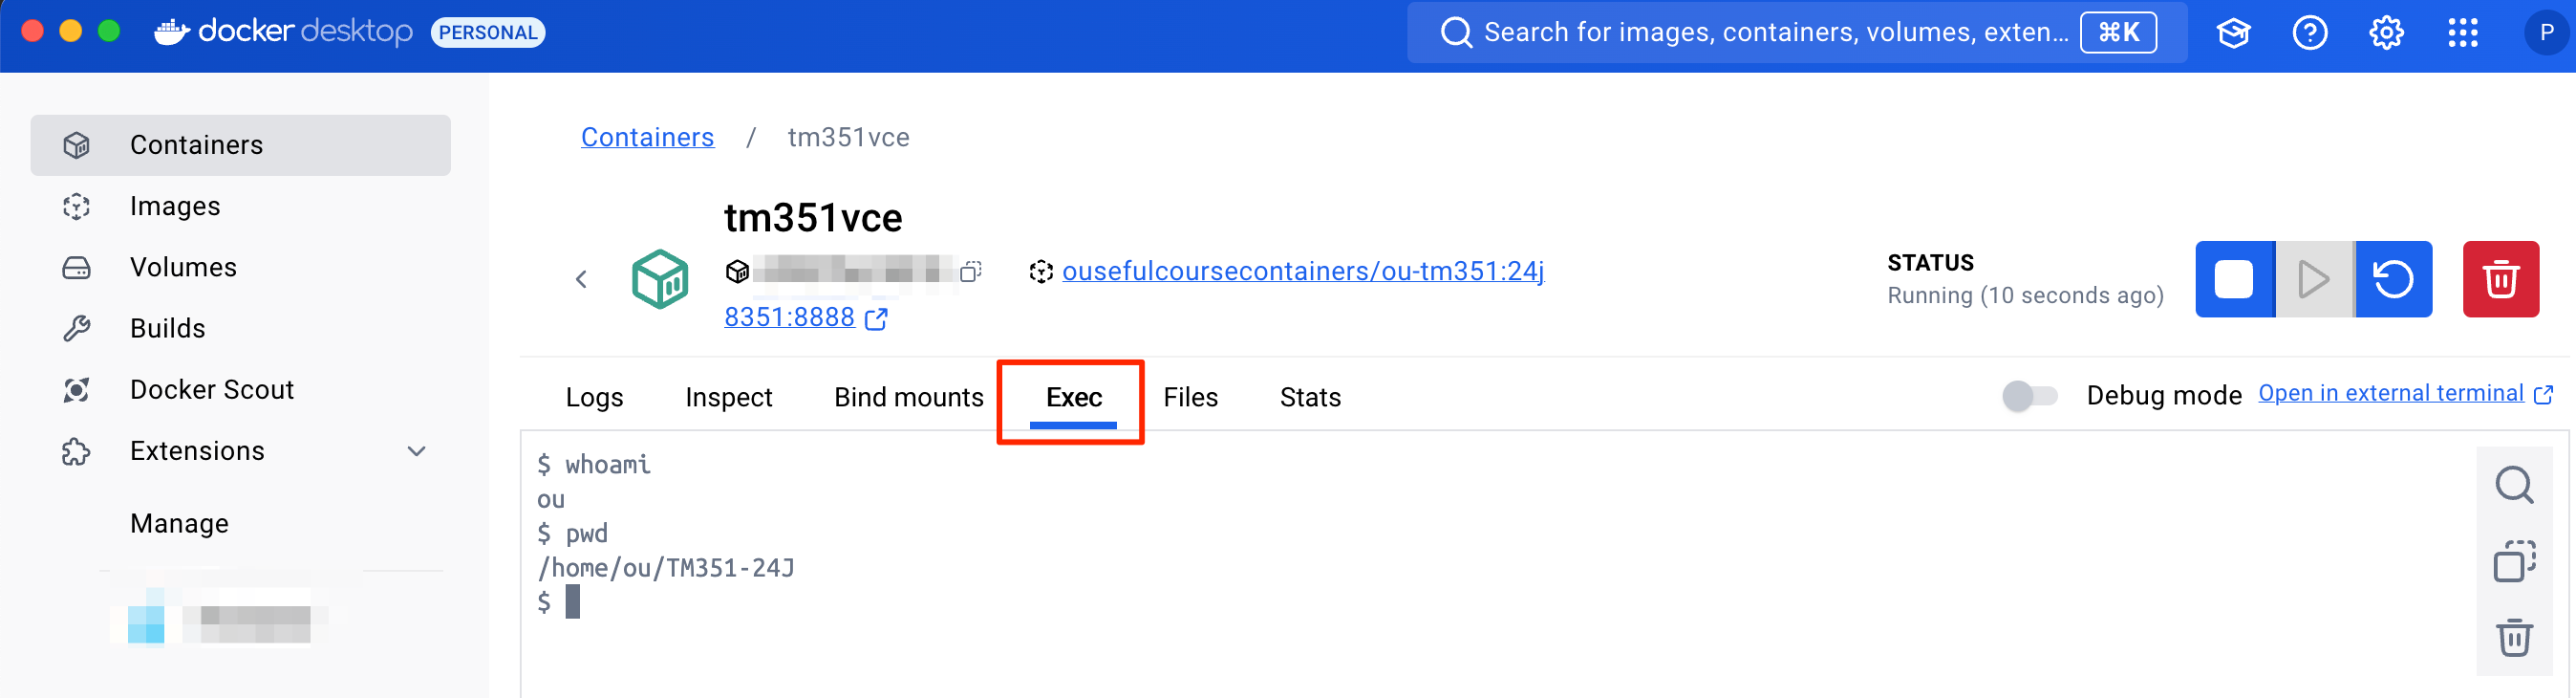 docker desktop PERSONAL
Search for images, containers, volumes, exten... ⌘K
P
Containers
Images
Volumes
Builds
Docker Scout
Extensions
Manage
Containers / tm351vce
tm351vce
ousefulcoursecontainers/ou-tm351:24j
8351:8888
STATUS
Running (10 seconds ago)
Logs Inspect Bind mounts Exec Files Stats
Debug mode Open in external terminal
$ whoami
ou
$ pwd
/home/ou/TM351-24J
$